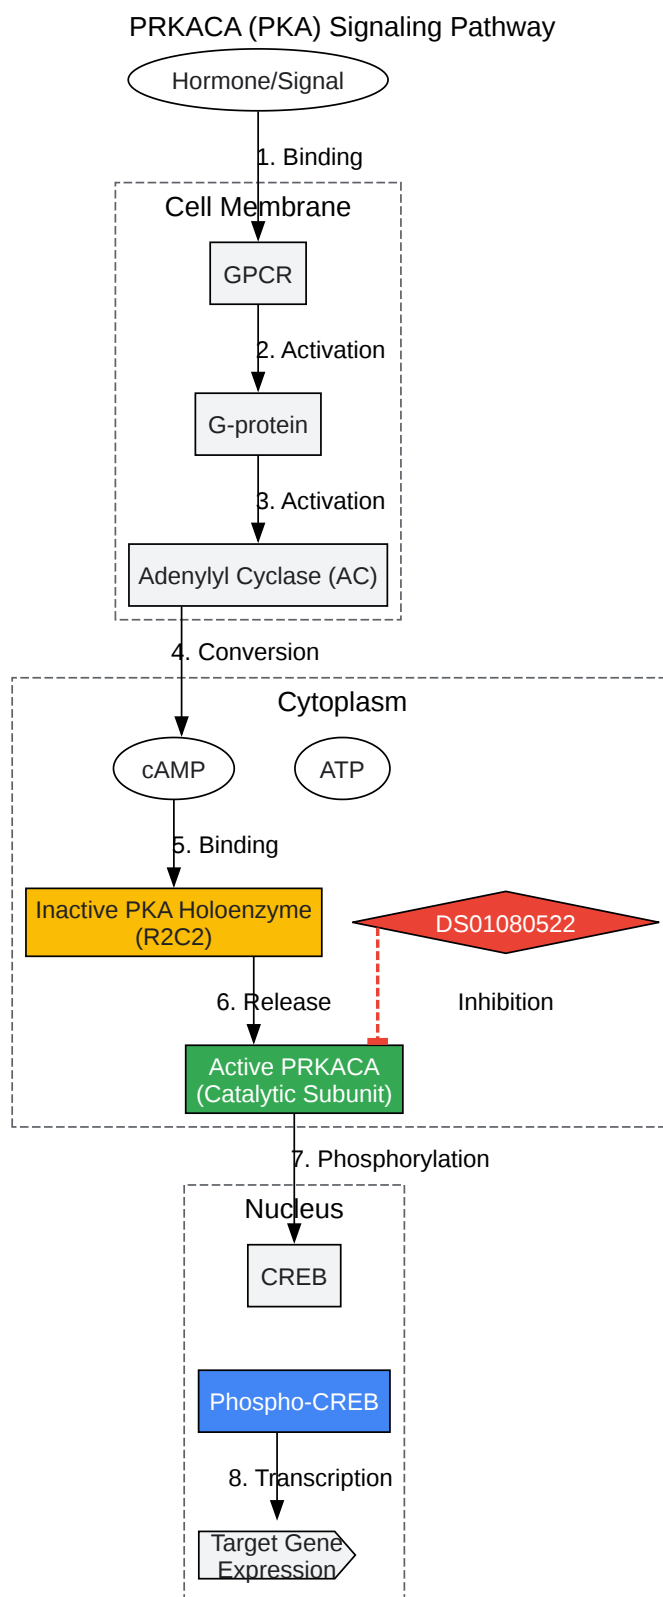 PRKACA (PKA) Signaling Pathway
Hormone/Signal
1. Binding
Cell Membrane
GPCR
2. Activation
G-protein
3. Activation
Adenylyl Cyclase (AC)
4. Conversion
Cytoplasm
cAMP
ATP
5. Binding
Inactive PKA Holoenzyme
(R2C2)
DS01080522
6. Release
Inhibition
Active PRKACA
(Catalytic Subunit)
7. Phosphorylation
Nucleus
CREB
Phospho-CREB
8. Transcription
Target Gene
Expression